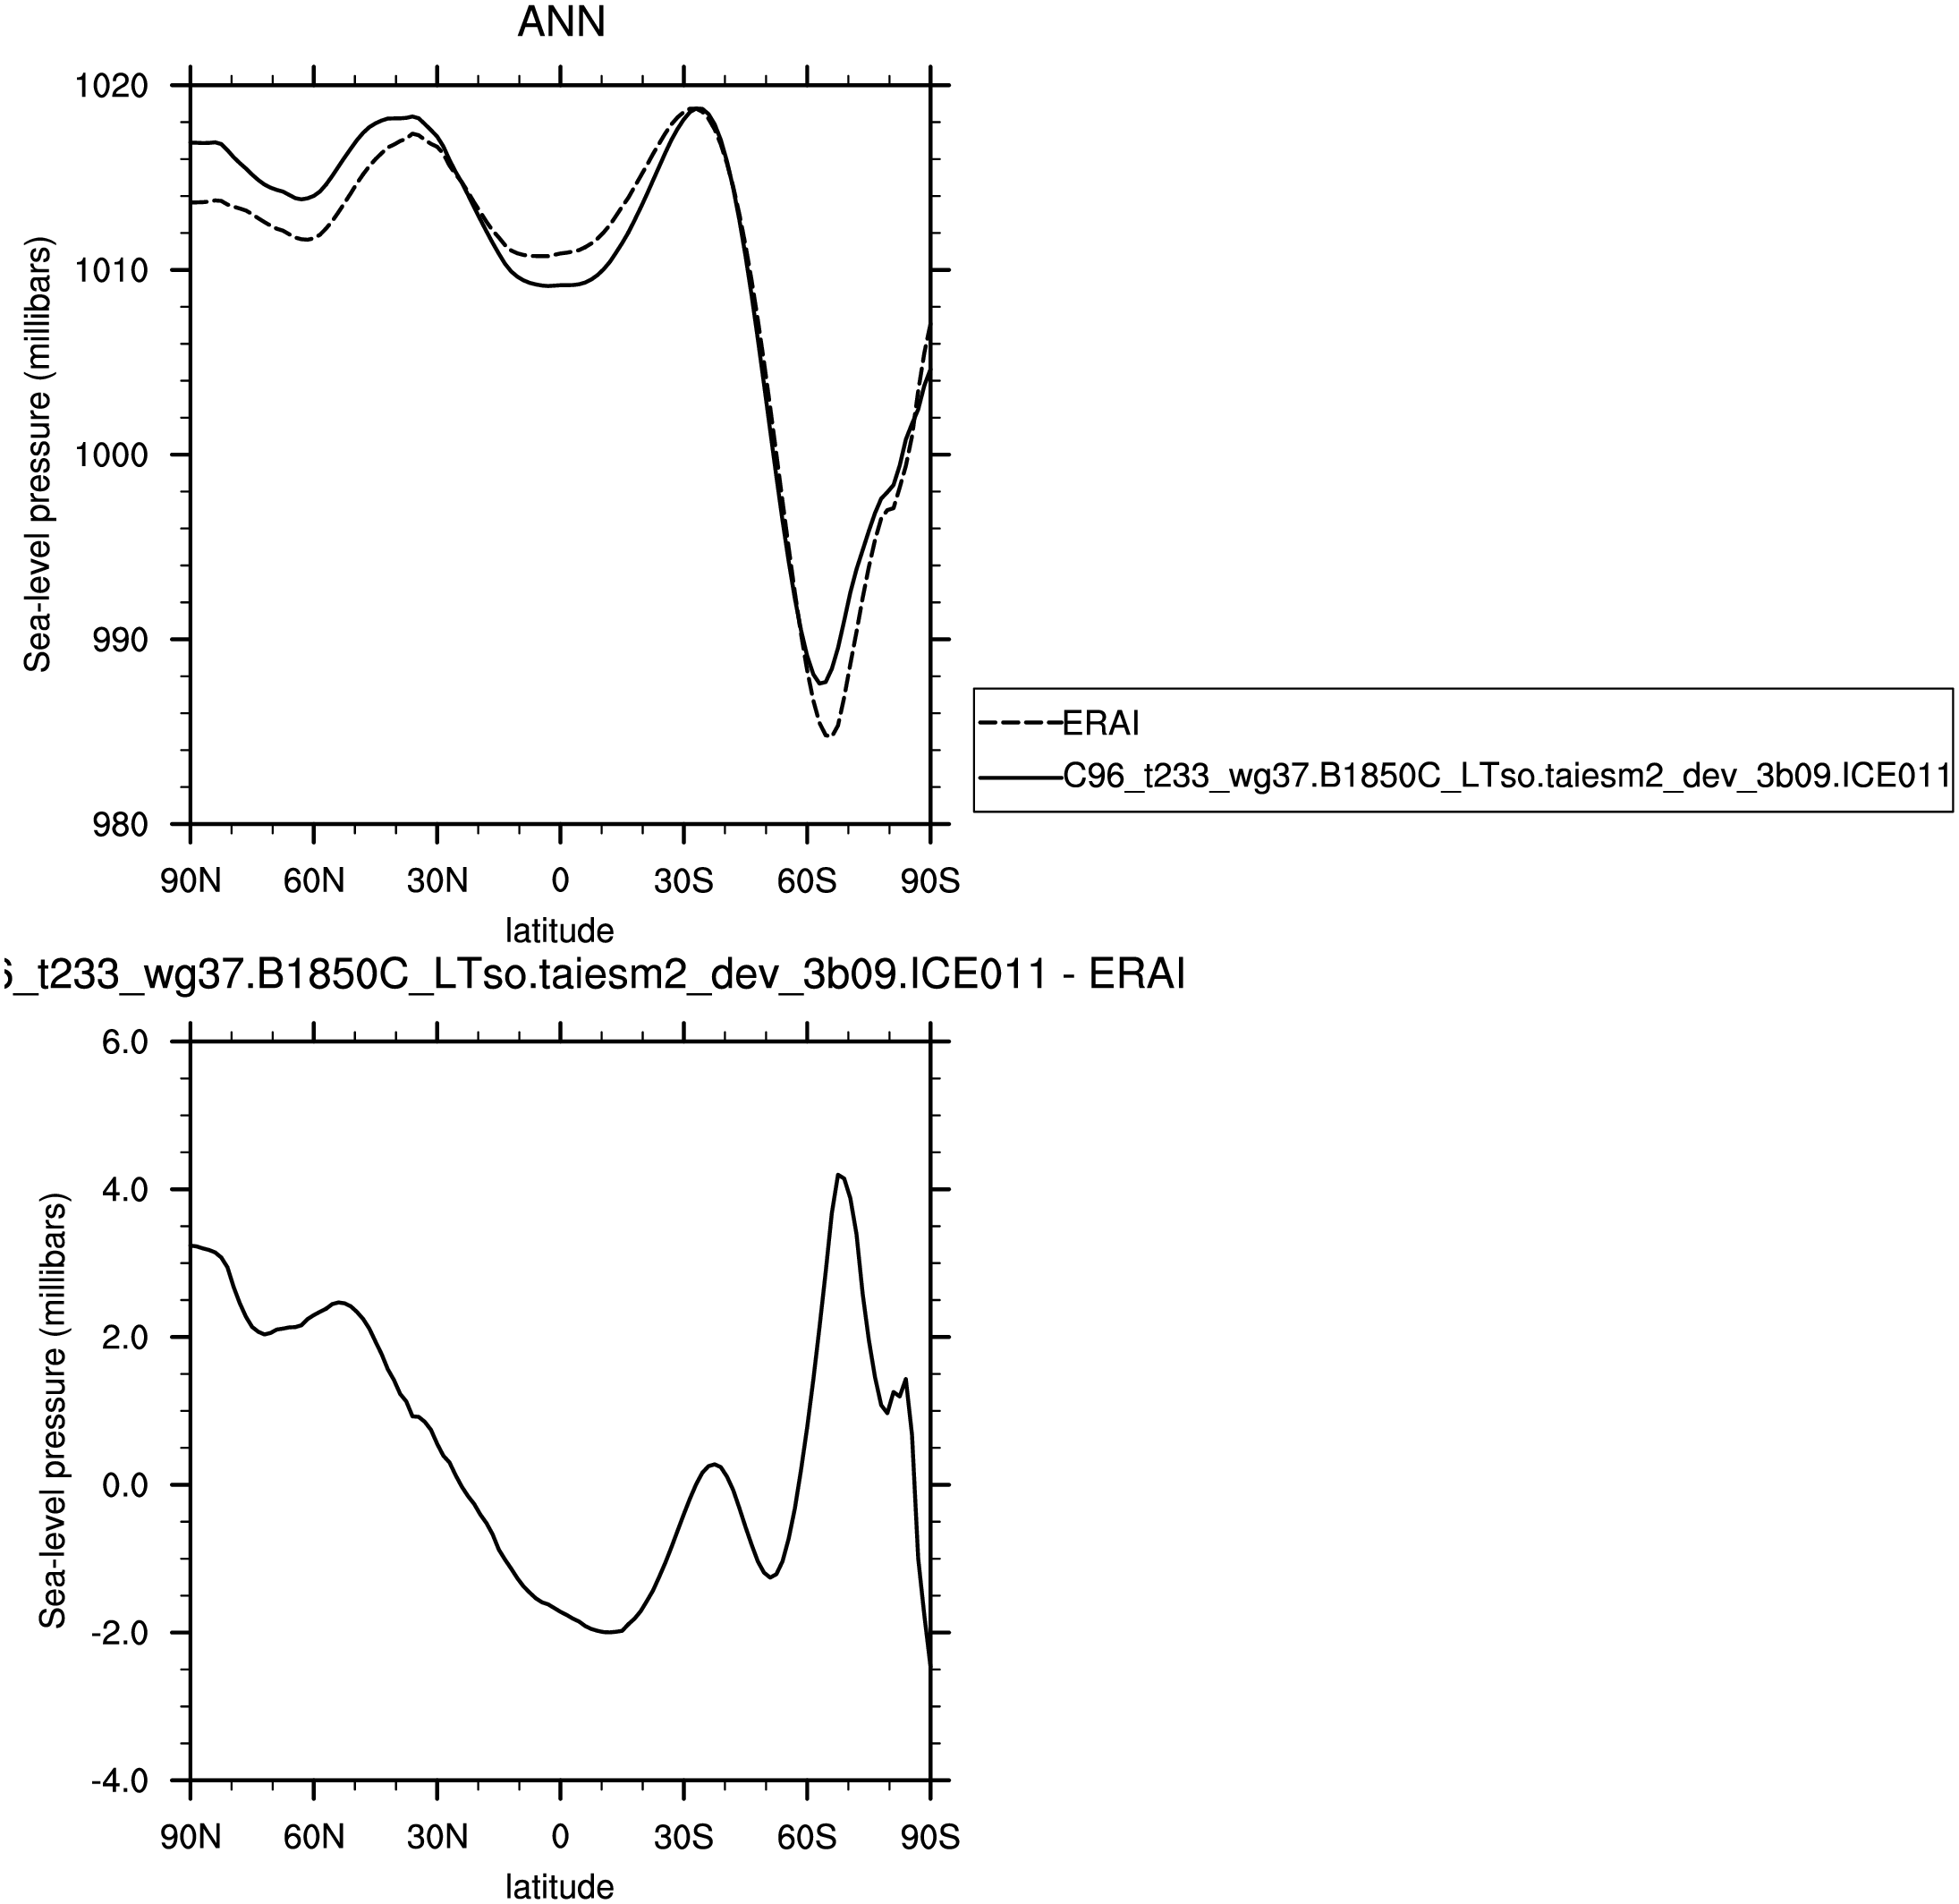 ANN
1020
1010
1000
990
980
Sea-level pressure (millibars)
90N 60N 30N 0 30S 60S 90S
latitude
ERAI
C96_t233_wg37.B1850C_LTso.taiesm2_dev_3b09.ICE011
_t233_wg37.B1850C_LTso.taiesm2_dev_3b09.ICE011 - ERAI
6.0
4.0
2.0
0.0
-2.0
-4.0
Sea-level pressure (millibars)
90N 60N 30N 0 30S 60S 90S
latitude